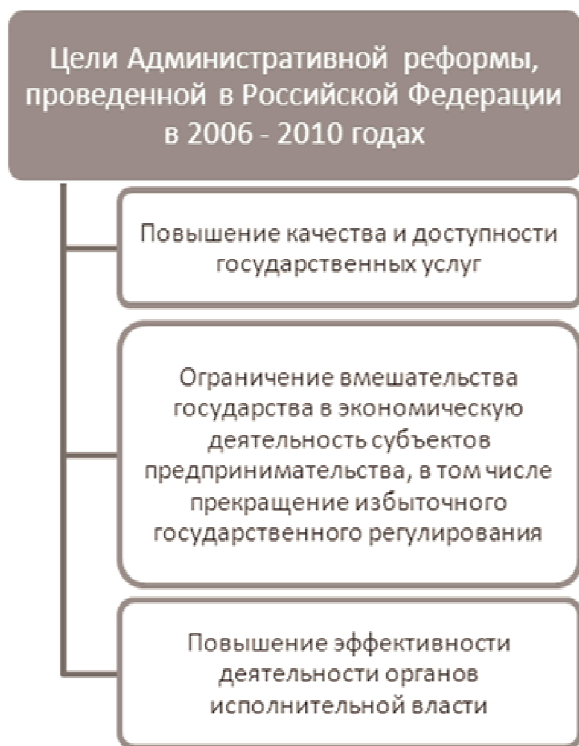 Цели Административной реформы,
проведенной в Российской Федерации
в 2006 - 2010 годах
Повышение качества и доступности
государственных услуг
Ограничение вмешательства
государства в экономическую
деятельность субъектов
предпринимательства, в том числе
прекращение избыточного
государственного регулирования
Повышение эффективности
деятельности органов
исполнительной власти